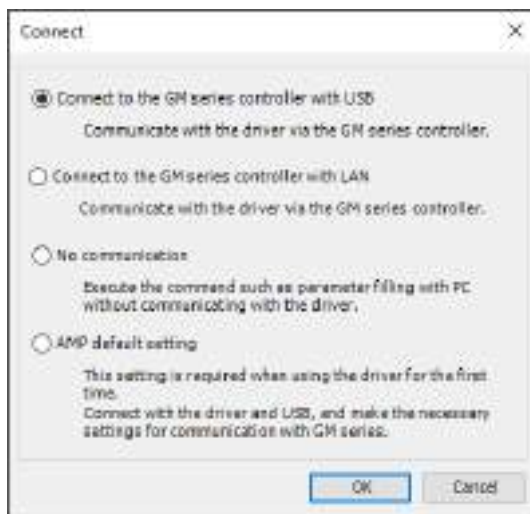 Connect
Connect to the GM series controller with USB
Communicate with the driver via the GM series controller.
Connect to the GM series controller with LAN
Communicate with the driver via the GM series controller.
No communication
Execute the command such as parameter filling with PC
without communicating with the driver.
AMP default setting
This setting is required when using the driver for the first
time.
Connect with the driver and USB, and make the necessary
settings for communication with GM series.
OK Cancel